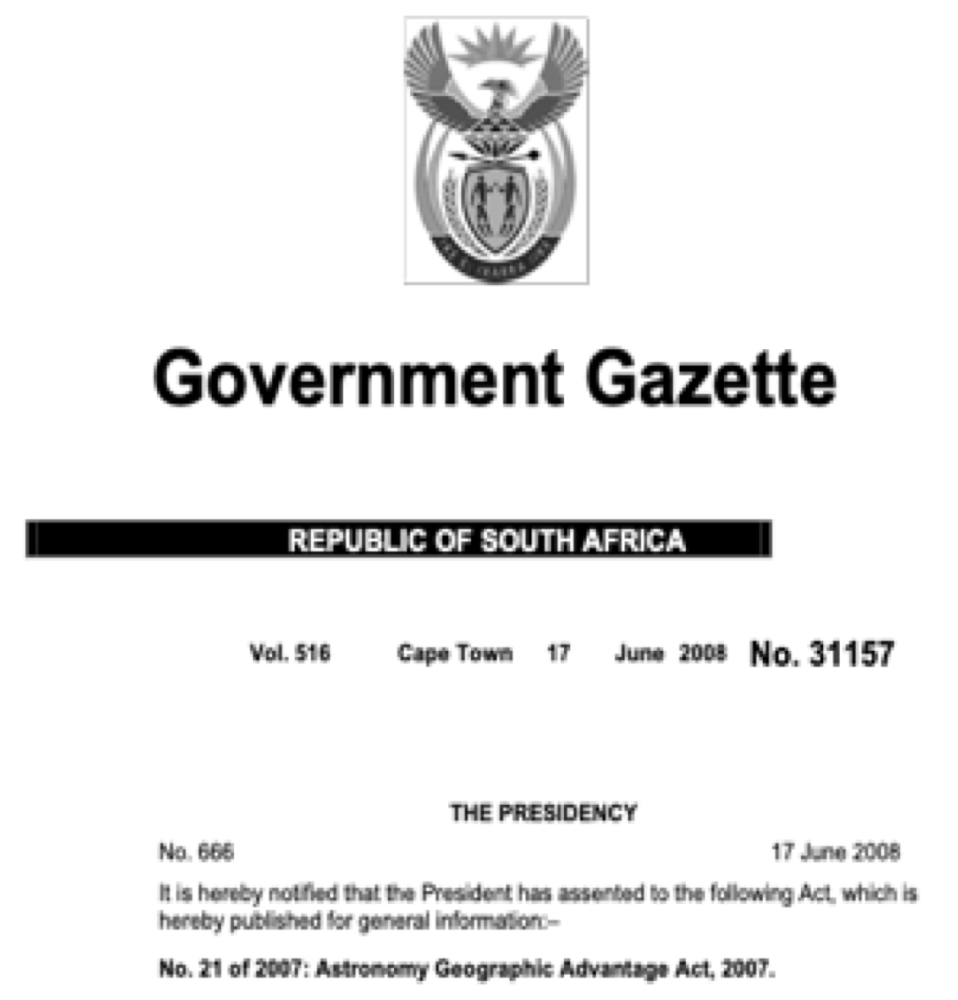 Government Gazette
REPUBLIC OF SOUTH AFRICA
Vol. 516 Cape Town 17 June 2008 No. 31157
THE PRESIDENCY
No. 666 17 June 2008
It is hereby notified that the President has assented to the following Act, which is
hereby published for general information:–
No. 21 of 2007: Astronomy Geographic Advantage Act, 2007.